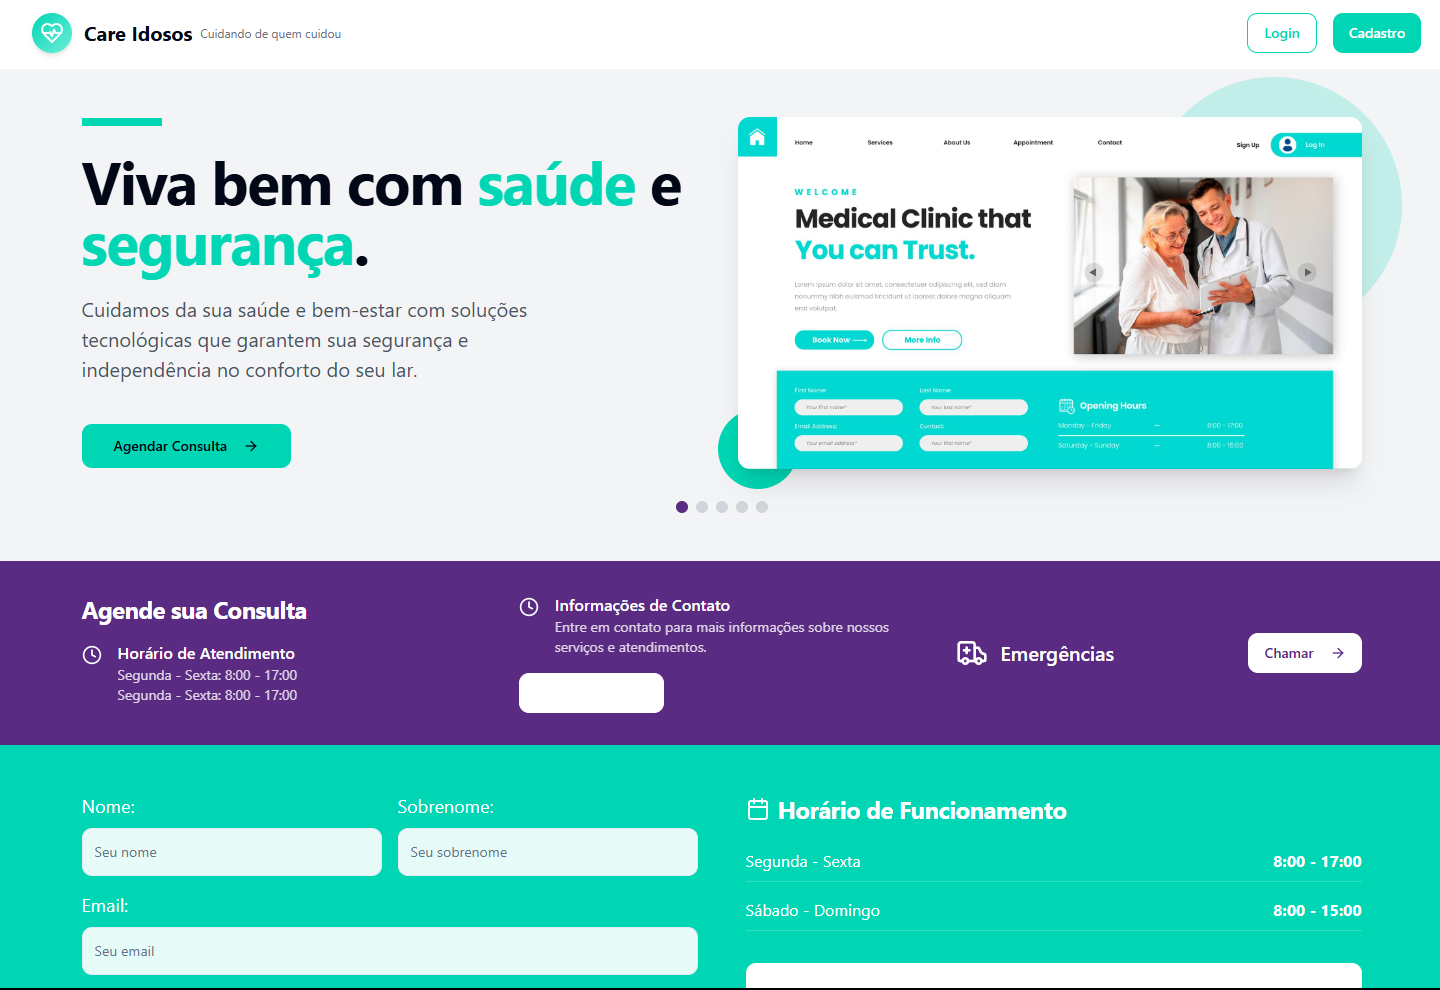 Care Idosos
Cuidando de quem cuidou
Login
Cadastro
Viva bem com saúde e
segurança.
Cuidamos da sua saúde e bem-estar com soluções
tecnológicas que garantem sua segurança e
independência no conforto do seu lar.
Agendar Consulta
Home
Services
About Us
Appointment
Contact
Sign Up
Log In
WELCOME
Medical Clinic that
You can Trust.
Lorem ipsum dolor sit amet, consectetuer adipiscing elit, sed diam
nonummy nibh euismod tincidunt ut laoreet dolore magna aliquam
erat volutpat.
Book Now
More Info
First Name:
Last Name:
Your first name*
Your last name*
Email Address:
Contact:
Your email address*
Your first name*
Opening Hours
Monday - Friday — 8:00 - 17:00
Saturday - Sunday — 8:00 - 15:00
Agende sua Consulta
Horário de Atendimento
Segunda - Sexta: 8:00 - 17:00
Segunda - Sexta: 8:00 - 17:00
Informações de Contato
Entre em contato para mais informações sobre nossos
serviços e atendimentos.
Emergências
Chamar
Nome:
Sobrenome:
Seu nome
Seu sobrenome
Email:
Seu email
Horário de Funcionamento
Segunda - Sexta 8:00 - 17:00
Sábado - Domingo 8:00 - 15:00